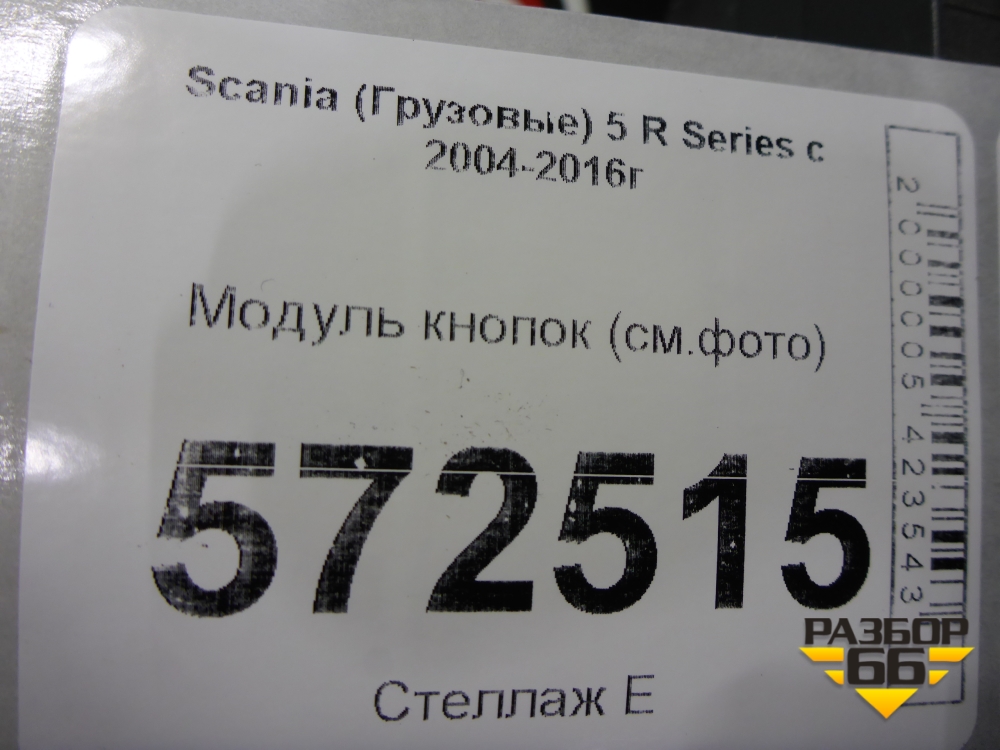 Scania (Грузовые) 5 R Series с
2004-2016г
Модуль кнопок (см.фото)
572515
Стеллаж Е
2000005423543
РАЗБОР
66